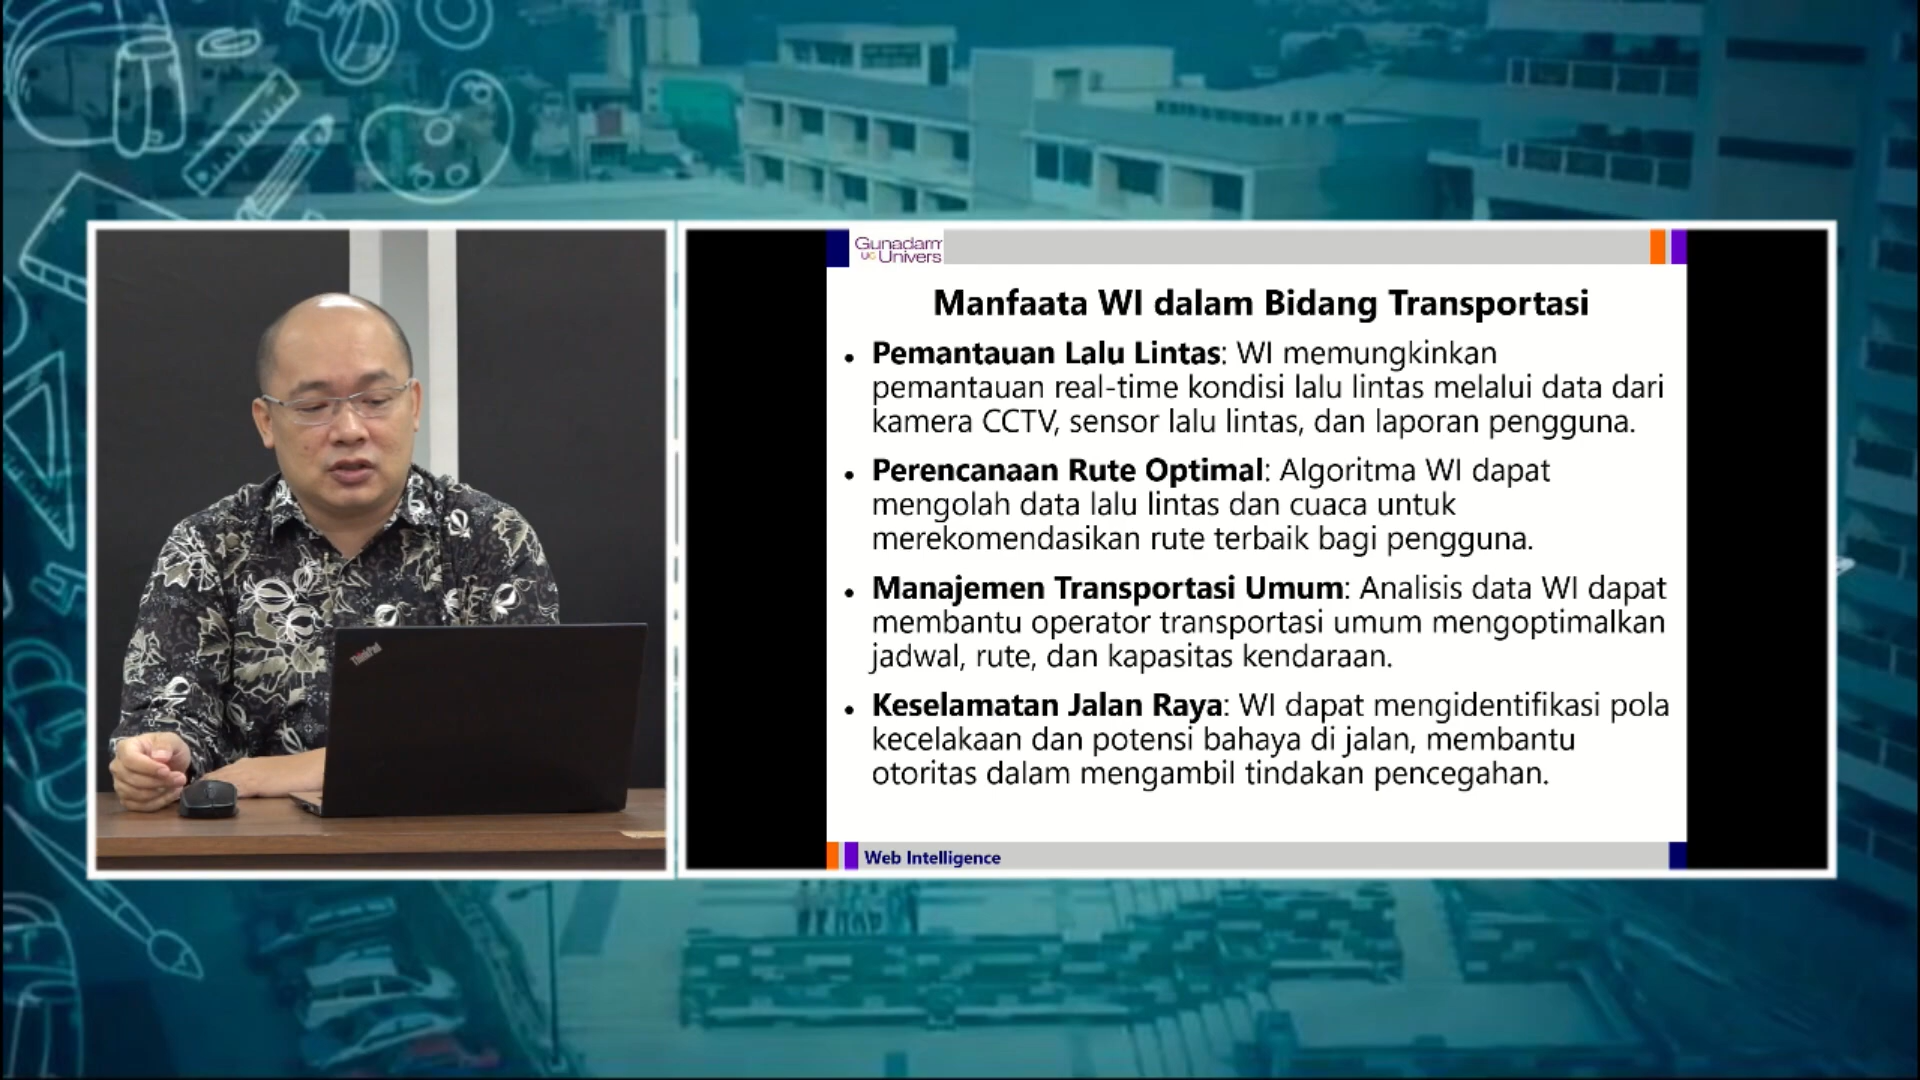 Gunadarm
UG Univers
Manfaata WI dalam Bidang Transportasi
• Pemantauan Lalu Lintas: WI memungkinkan
pemantauan real-time kondisi lalu lintas melalui data dari
kamera CCTV, sensor lalu lintas, dan laporan pengguna.
• Perencanaan Rute Optimal: Algoritma WI dapat
mengolah data lalu lintas dan cuaca untuk
merekomendasikan rute terbaik bagi pengguna.
• Manajemen Transportasi Umum: Analisis data WI dapat
membantu operator transportasi umum mengoptimalkan
jadwal, rute, dan kapasitas kendaraan.
• Keselamatan Jalan Raya: WI dapat mengidentifikasi pola
kecelakaan dan potensi bahaya di jalan, membantu
otoritas dalam mengambil tindakan pencegahan.
Web Intelligence
ThinkPad